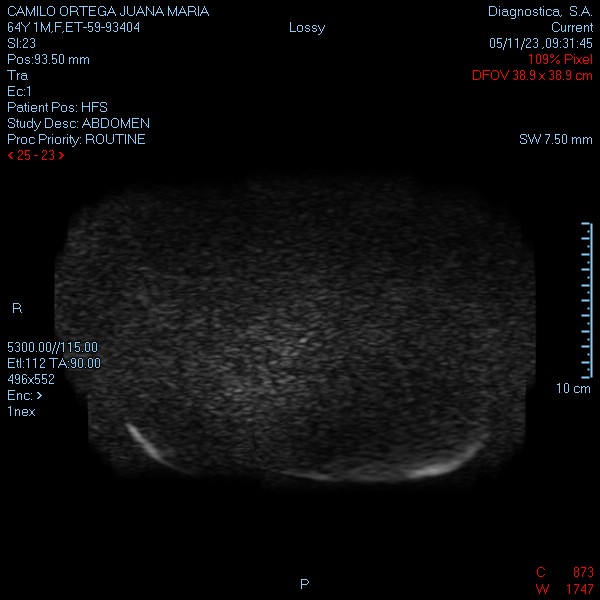 CAMILO ORTEGA JUANA MARIA
64Y 1M,F,ET-59-93404
SI:23
Pos:93.50 mm
Tra
Ec:1
Patient Pos: HFS
Study Desc: ABDOMEN
Proc Priority: ROUTINE
< 25 - 23 >
Lossy
Diagnostica, S.A.
Current
05/11/23 ,09:31:45
109% Pixel
DFOV 38.9 x 38.9 cm
SW 7.50 mm
R
5300.00//115.00
Etl:112 TA:90.00
496x552
Enc: >
1nex
10 cm
P
C 873
W 1747